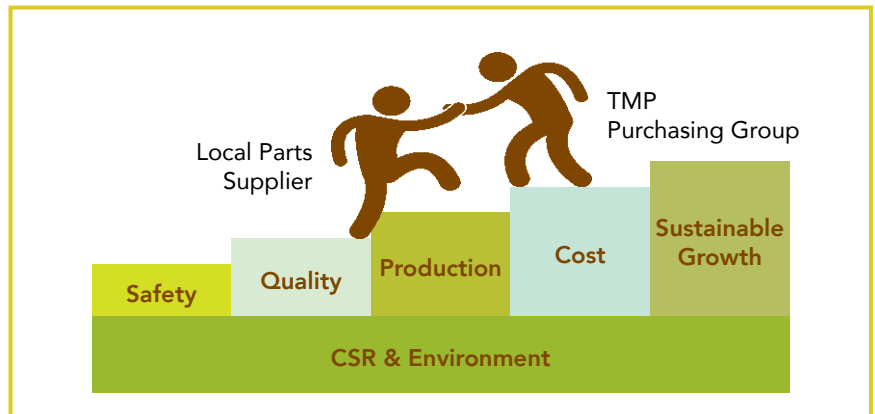 TMP
Purchasing Group
Local Parts
Supplier
Safety
Quality
Production
Cost
Sustainable
Growth
CSR & Environment